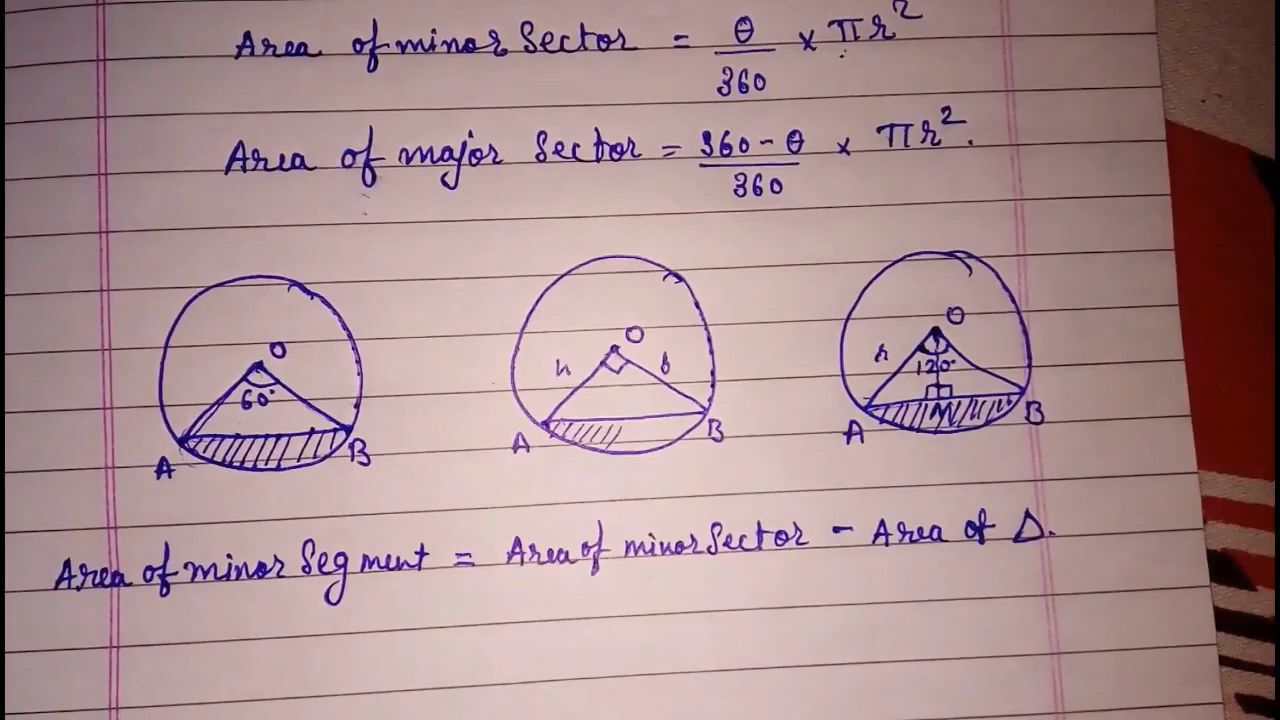 Area of minor Sector = θ/360 × πr²
Area of major Sector = 360-θ/360 × πr².
O
60°
A B
O
h b
A B
O
r
120°
A M B
Area of minor Segment = Area of minor Sector - Area of Δ.